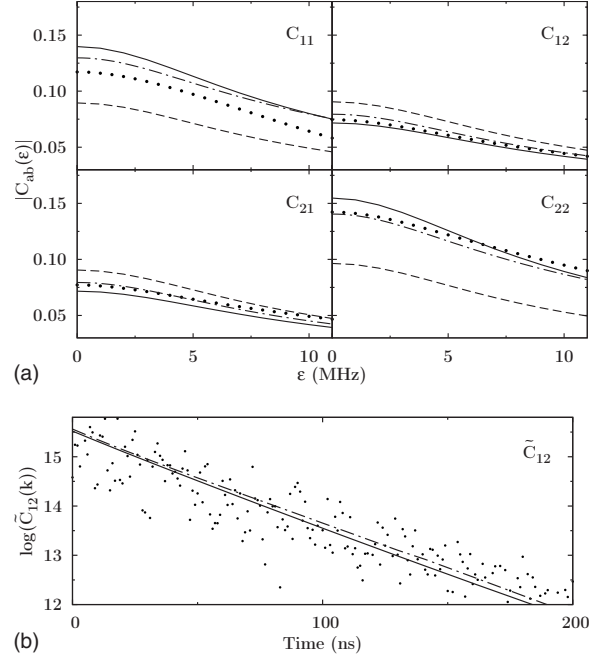 C11 C12
0.15
0.10
0.05
|Cab(ε)|
C21 C22
0.15
0.10
0.05
0 5 10 0 5 10
(a) ε (MHz)
C̃12
15
14
13
12
log(C̃12(k))
0 100 200
(b) Time (ns)